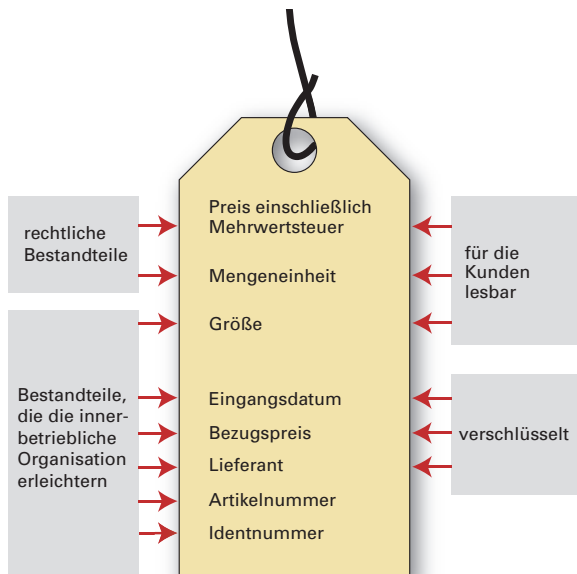 rechtliche
Bestandteile
Bestandteile,
die die inner-
betriebliche
Organisation
erleichtern
Preis einschließlich
Mehrwertsteuer
Mengeneinheit
Größe
Eingangsdatum
Bezugspreis
Lieferant
Artikelnummer
Identnummer
für die
Kunden
lesbar
verschlüsselt